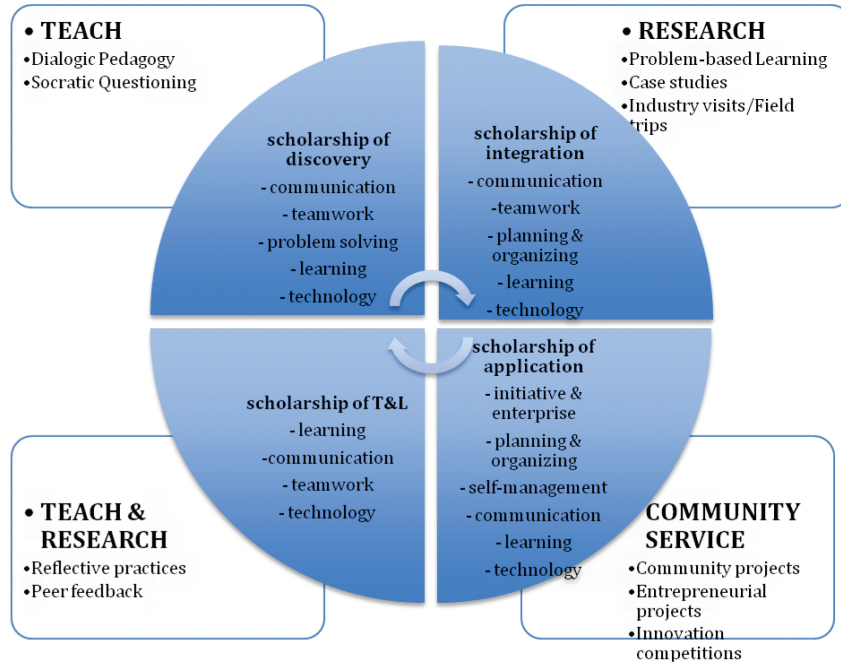 • TEACH
•Dialogic Pedagogy
•Socratic Questioning
• RESEARCH
•Problem-based Learning
•Case studies
•Industry visits/Field
trips
scholarship of
discovery
- communication
- teamwork
- problem solving
- learning
- technology
scholarship of
integration
- communication
-teamwork
- planning &
organizing
- learning
- technology
scholarship of T&L
- learning
-communication
- teamwork
- technology
scholarship of
application
- initiative &
enterprise
- planning &
organizing
- self-management
- communication
- learning
- technology
• TEACH &
RESEARCH
•Reflective practices
•Peer feedback
COMMUNITY
SERVICE
•Community projects
•Entrepreneurial
projects
•Innovation
competitions